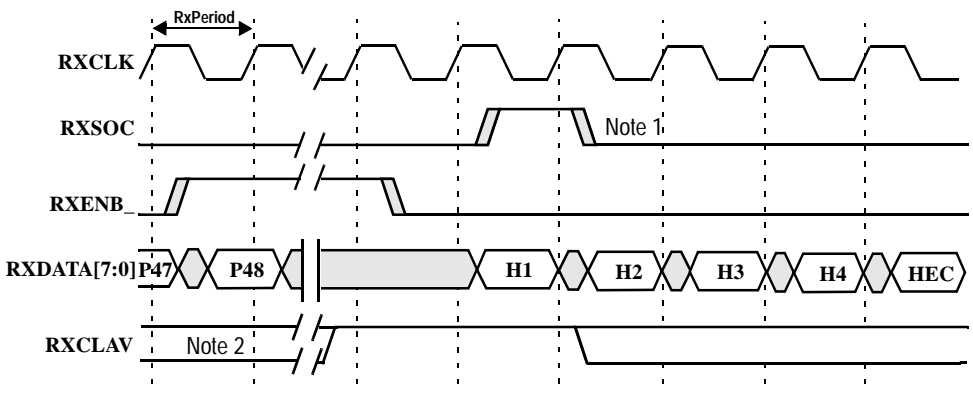 RxPeriod
RXCLK
RXSOC
Note 1
RXENB_
RXDATA[7:0] P47 P48 H1 H2 H3 H4 HEC
RXCLAV
Note 2